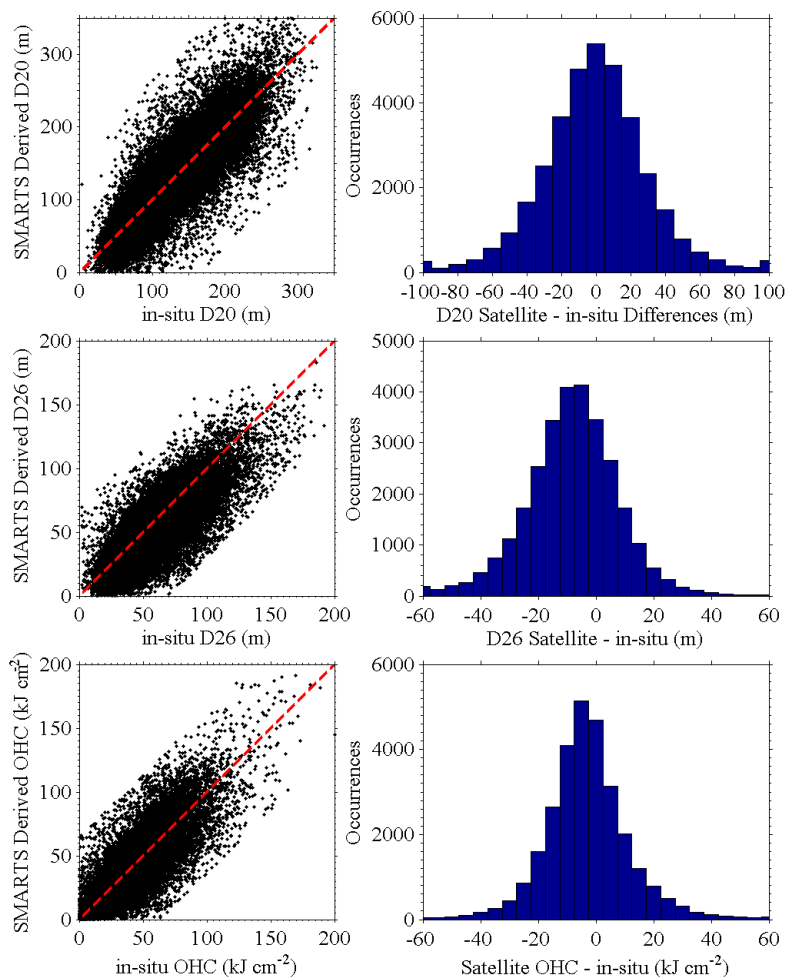 SMARTS Derived D20 (m)
300
200
100
0
0 100 200 300
in-situ D20 (m)
Occurrences
6000
4000
2000
0
-100 -80 -60 -40 -20 0 20 40 60 80 100
D20 Satellite - in-situ Differences (m)
SMARTS Derived D26 (m)
200
150
100
50
0
0 50 100 150 200
in-situ D26 (m)
Occurrences
5000
4000
3000
2000
1000
0
-60 -40 -20 0 20 40 60
D26 Satellite - in-situ (m)
SMARTS Derived OHC (kJ cm⁻²)
200
150
100
50
0
0 50 100 150 200
in-situ OHC (kJ cm⁻²)
Occurrences
6000
4000
2000
0
-60 -40 -20 0 20 40 60
Satellite OHC - in-situ (kJ cm⁻²)